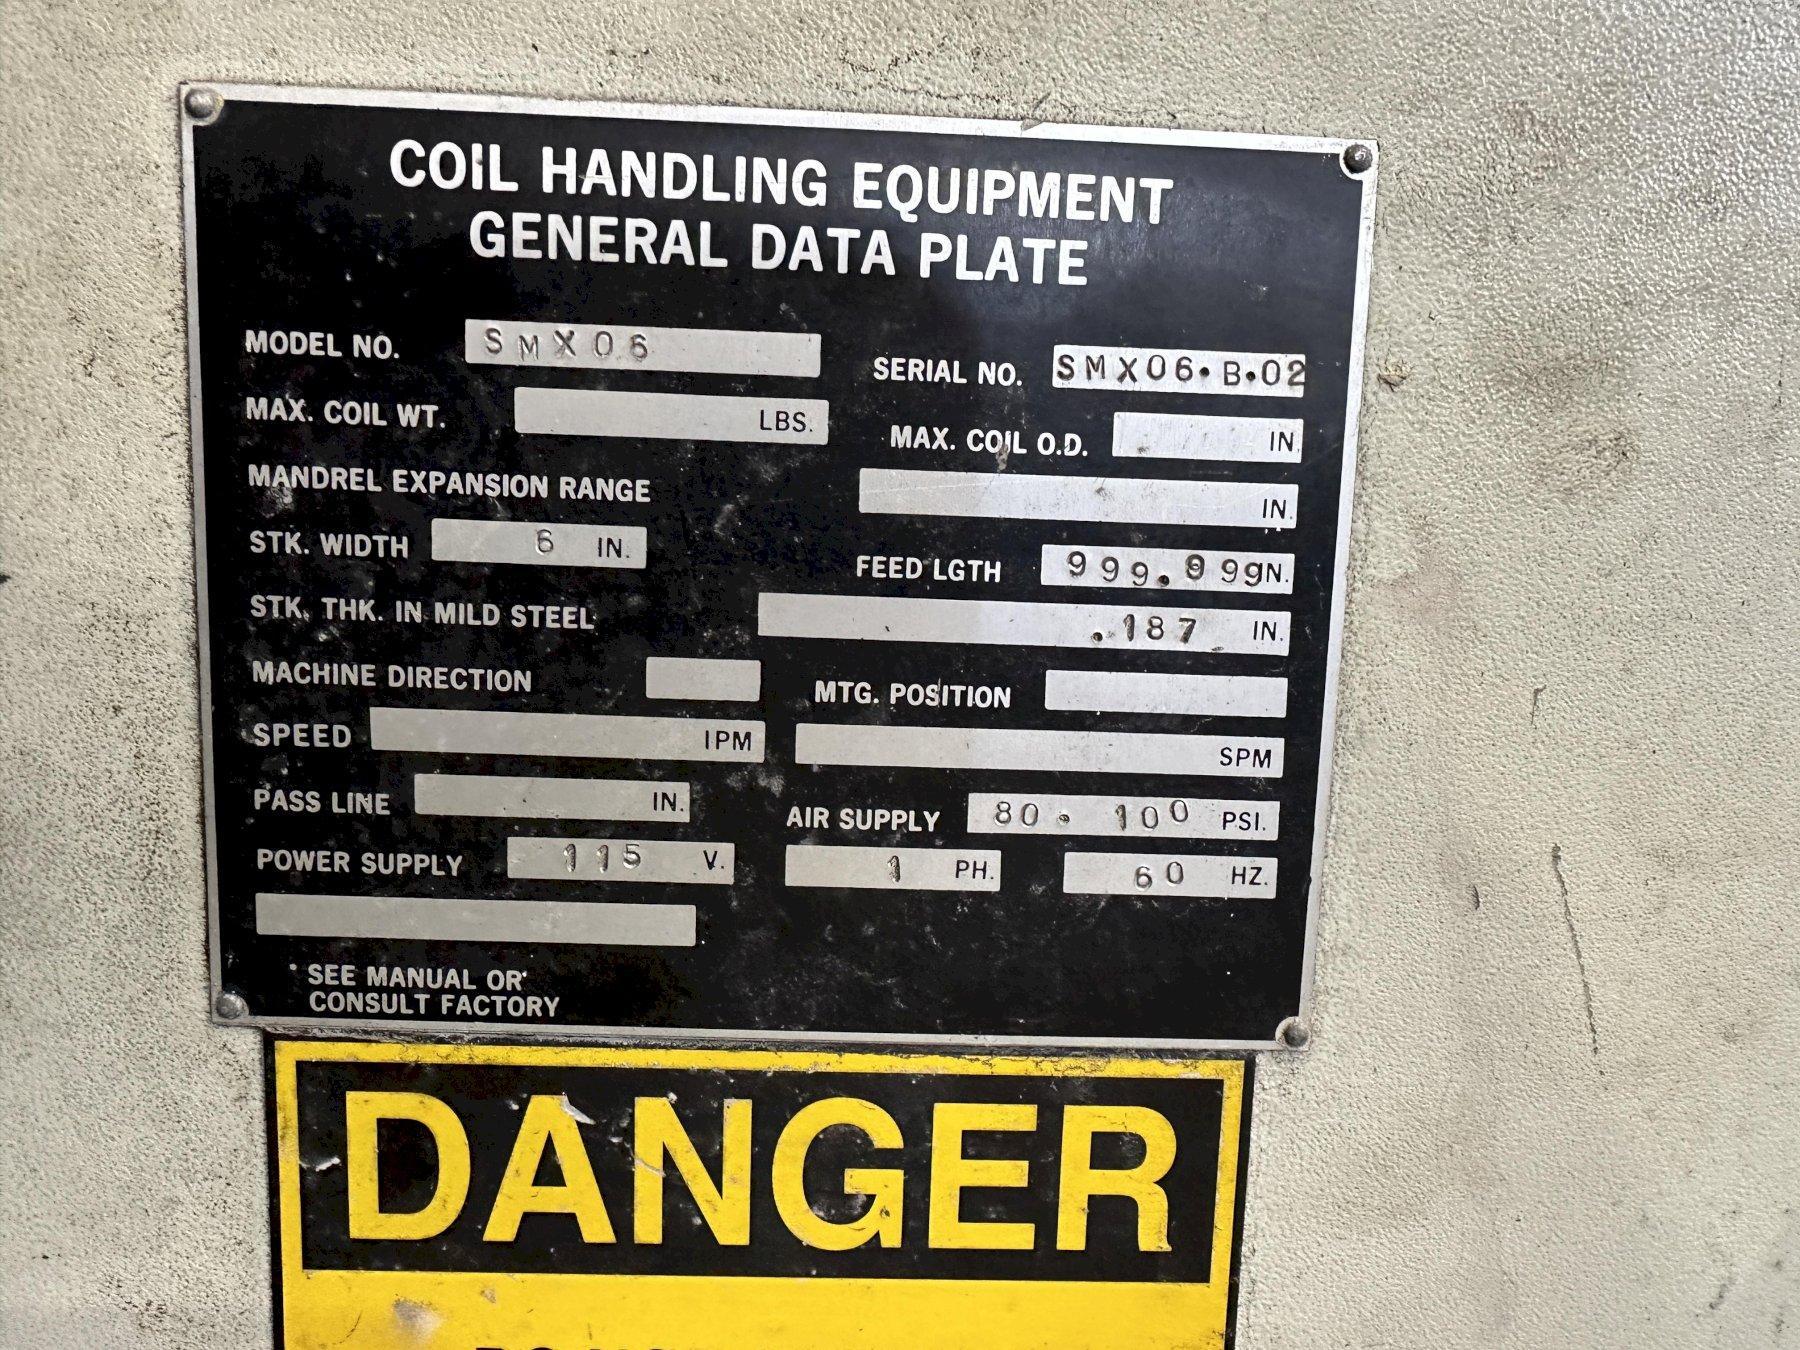 COIL HANDLING EQUIPMENT
GENERAL DATA PLATE
MODEL NO. SMX06 SERIAL NO. SMX06.B.02
MAX. COIL WT. LBS. MAX. COIL O.D. IN.
MANDREL EXPANSION RANGE IN.
STK. WIDTH 6 IN. FEED LGTH 999.999 N.
STK. THK. IN MILD STEEL .187 IN.
MACHINE DIRECTION MTG. POSITION
SPEED IPM SPM
PASS LINE IN. AIR SUPPLY 80 - 100 PSI.
POWER SUPPLY 115 V. 1 PH. 60 HZ.
SEE MANUAL OR
CONSULT FACTORY
DANGER